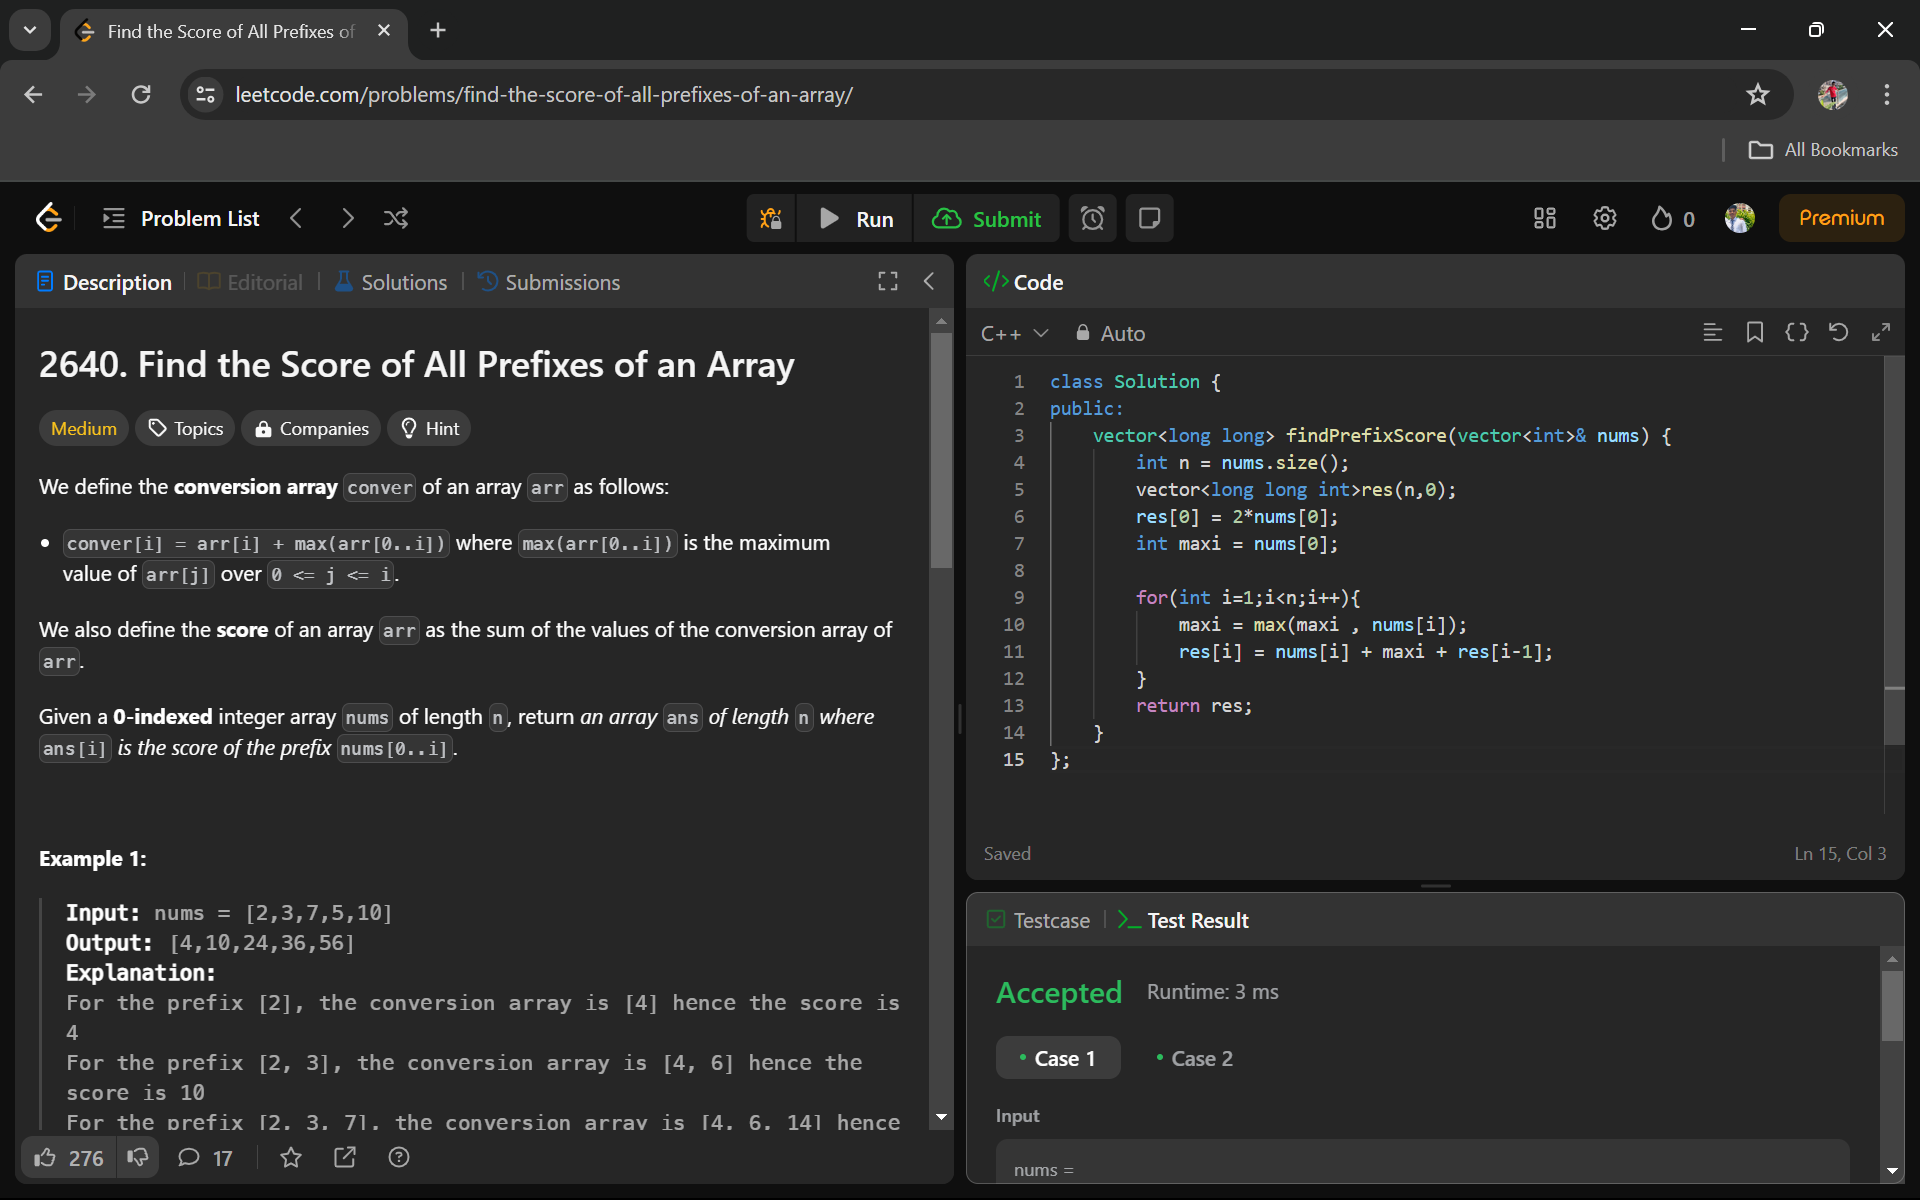 Find the Score of All Prefixes of
leetcode.com/problems/find-the-score-of-all-prefixes-of-an-array/
All Bookmarks
Problem List
Run
Submit
0
Premium
Description
Editorial
Solutions
Submissions
2640. Find the Score of All Prefixes of an Array
Medium
Topics
Companies
Hint
We define the conversion array conver of an array arr as follows:
• conver[i] = arr[i] + max(arr[0..i]) where max(arr[0..i]) is the maximum
value of arr[j] over 0 <= j <= i.
We also define the score of an array arr as the sum of the values of the conversion array of
arr.
Given a 0-indexed integer array nums of length n, return an array ans of length n where
ans[i] is the score of the prefix nums[0..i].
Example 1:
Input: nums = [2,3,7,5,10]
Output: [4,10,24,36,56]
Explanation:
For the prefix [2], the conversion array is [4] hence the score is
4
For the prefix [2, 3], the conversion array is [4, 6] hence the
score is 10
For the prefix [2, 3, 7], the conversion array is [4, 6, 14] hence
276
17
</> Code
C++
Auto
1 class Solution {
2 public:
3 vector<long long> findPrefixScore(vector<int>& nums) {
4 int n = nums.size();
5 vector<long long int>res(n,0);
6 res[0] = 2*nums[0];
7 int maxi = nums[0];
8
9 for(int i=1;i<n;i++){
10 maxi = max(maxi , nums[i]);
11 res[i] = nums[i] + maxi + res[i-1];
12 }
13 return res;
14 }
15 };
Saved
Ln 15, Col 3
Testcase
Test Result
Accepted
Runtime: 3 ms
• Case 1
• Case 2
Input
nums =